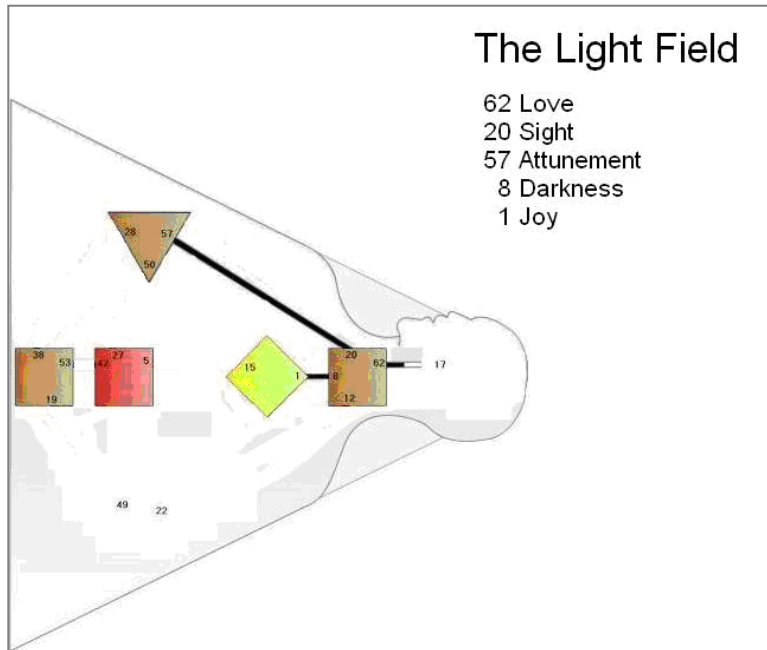 The Light Field
62 Love
20 Sight
57 Attunement
8 Darkness
1 Joy
28 57
50
38 27 20
53 42 5 62 17
15 1 8
19 12
49 22